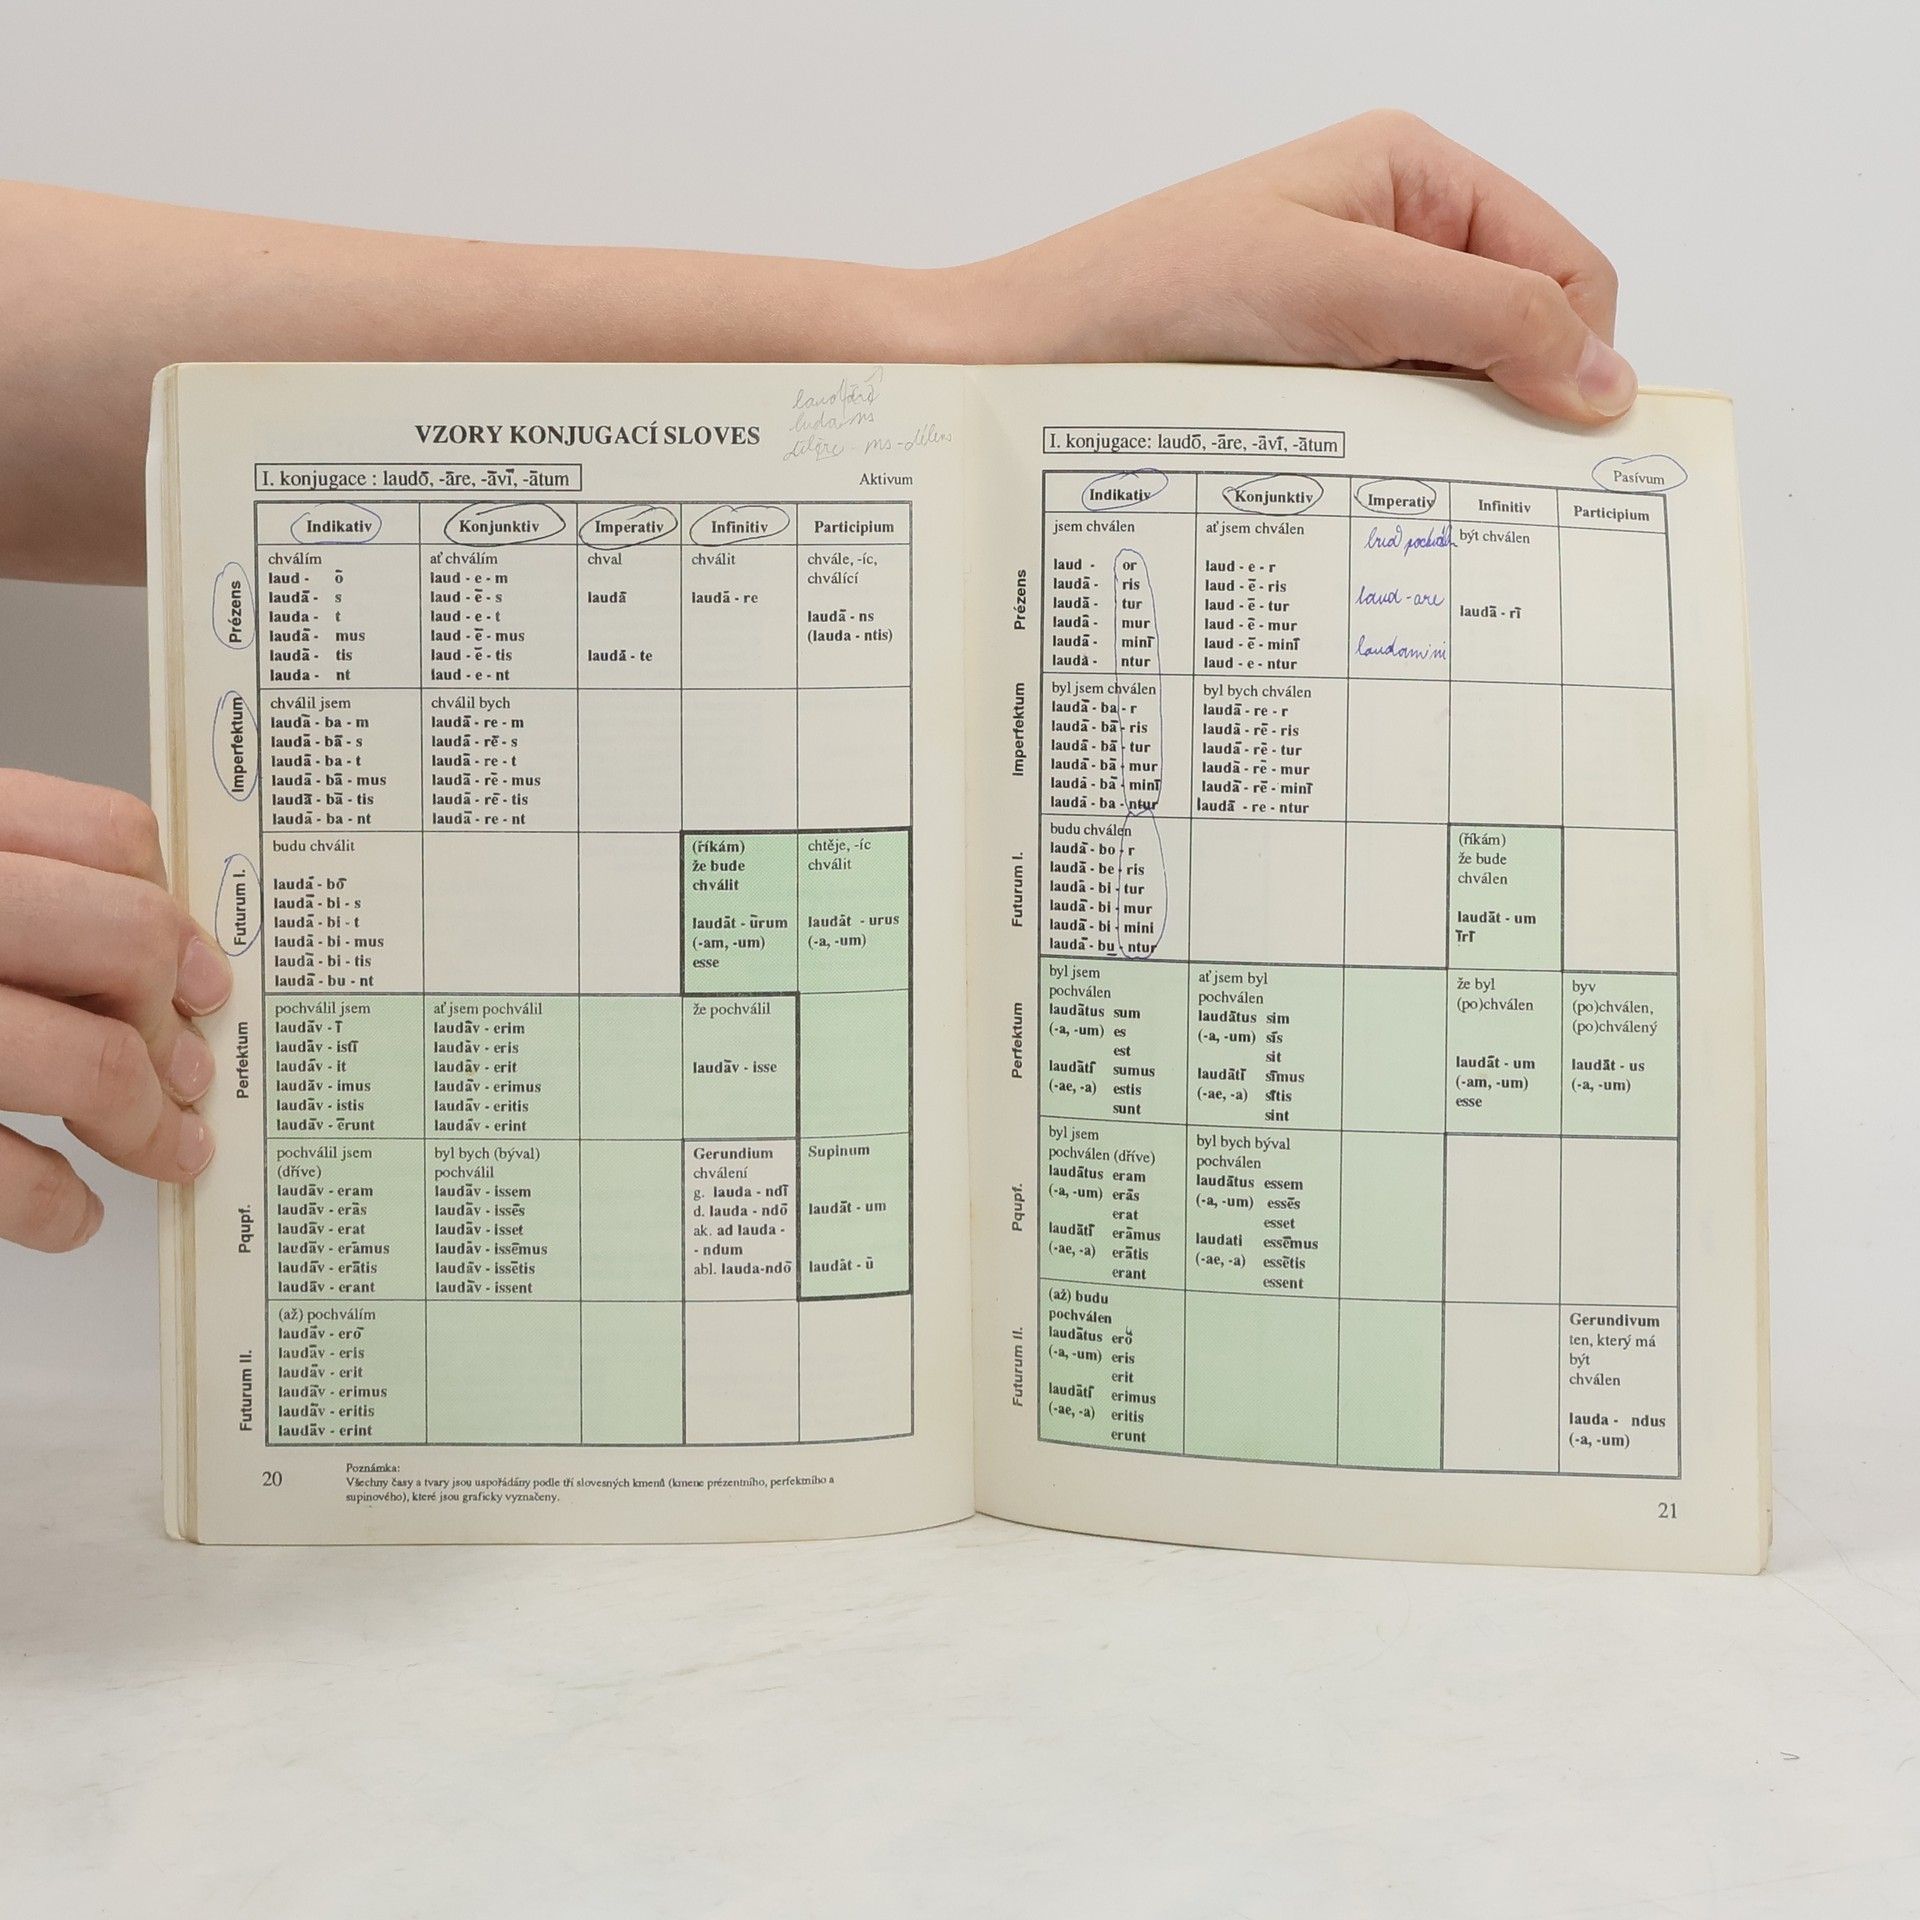 VZORY KONJUGACÍ SLOVES
I. konjugace : laudō, -āre, -āvī, -ātum
Aktivum
Indikativ Konjunktiv Imperativ Infinitiv Participium
Prézens
chválím
laud - ō
laudā - s
lauda - t
laudā - mus
laudā - tis
lauda - nt
ať chválím
laud - e - m
laud - ē - s
laud - e - t
laud - ē - mus
laud - ē - tis
laud - e - nt
chval
laudā
laudā - te
chválit
laudā - re
chvále, -íc,
chválící
laudā - ns
(lauda - ntis)
Imperfektum
chválil jsem
laudā - ba - m
laudā - bā - s
laudā - ba - t
laudā - bā - mus
laudā - bā - tis
laudā - ba - nt
chválil bych
laudā - re - m
laudā - rē - s
laudā - re - t
laudā - rē - mus
laudā - rē - tis
laudā - re - nt
Futurum I.
budu chválit
laudā - bō
laudā - bi - s
laudā - bi - t
laudā - bi - mus
laudā - bi - tis
laudā - bu - nt
(říkám)
že bude
chválit
laudāt - ūrum
(-am, -um)
esse
chtěje, -íc
chválit
laudāt - urus
(-a, -um)
Perfektum
pochválil jsem
laudāv - ī
laudāv - istī
laudāv - it
laudāv - imus
laudāv - istis
laudāv - ērunt
ať jsem pochválil
laudāv - erim
laudāv - eris
laudāv - erit
laudāv - erimus
laudāv - eritis
laudāv - erint
že pochválil
laudāv - isse
Pqupf.
pochválil jsem
(dříve)
laudāv - eram
laudāv - erās
laudāv - erat
laudāv - erāmus
laudāv - erātis
laudāv - erant
byl bych (býval)
pochválil
laudāv - issem
laudāv - issēs
laudāv - isset
laudāv - issēmus
laudāv - issētis
laudāv - issent
Gerundium
chválení
g. lauda - ndī
d. lauda - ndō
ak. ad lauda -
- ndum
abl. lauda-ndō
Supinum
laudāt - um
laudāt - ū
Futurum II.
(až) pochválím
laudāv - erō
laudāv - eris
laudāv - erit
laudāv - erimus
laudāv - eritis
laudāv - erint
20
Poznámka:
Všechny časy a tvary jsou uspořádány podle tří slovesných kmenů (kmene prézentního, perfektního a
supinového), které jsou graficky vyznačeny.
I. konjugace: laudō, -āre, -āvī, -ātum
Pasívum
Indikativ Konjunktiv Imperativ Infinitiv Participium
Prézens
jsem chválen
laud - or
laudā - ris
laudā - tur
laudā - mur
laudā - minī
lauda - ntur
ať jsem chválen
laud - e - r
laud - ē - ris
laud - ē - tur
laud - ē - mur
laud - ē - minī
laud - e - ntur
laud - are
laudamini
být chválen
laudā - rī
Imperfektum
byl jsem chválen
laudā - ba - r
laudā - bā - ris
laudā - bā - tur
laudā - bā - mur
laudā - bā - minī
laudā - ba - ntur
byl bych chválen
laudā - re - r
laudā - rē - ris
laudā - rē - tur
laudā - rē - mur
laudā - rē - minī
laudā - re - ntur
Futurum I.
budu chválen
laudā - bo - r
laudā - be - ris
laudā - bi - tur
laudā - bi - mur
laudā - bi - mini
laudā - bu - ntur
(říkám)
že bude
chválen
laudāt - um
īrī
Perfektum
byl jsem
pochválen
laudātus sum
(-a, -um) es
est
laudātī sumus
(-ae, -a) estis
sunt
ať jsem byl
pochválen
laudātus sim
(-a, -um) sīs
sit
laudātī sīmus
(-ae, -a) sītis
sint
že byl
(po)chválen
laudāt - um
(-am, -um)
esse
byv
(po)chválen,
(po)chválený
laudāt - us
(-a, -um)
Pqupf.
byl jsem
pochválen (dříve)
laudātus eram
(-a, -um) erās
erat
laudātī erāmus
(-ae, -a) erātis
erant
byl bych býval
pochválen
laudātus essem
(-a, -um) essēs
esset
laudati essēmus
(-ae, -a) essētis
essent
Futurum II.
(až) budu
pochválen
laudātus erō
(-a, -um) eris
erit
laudātī erimus
(-ae, -a) eritis
erunt
Gerundivum
ten, který má
být
chválen
lauda - ndus
(-a, -um)
21